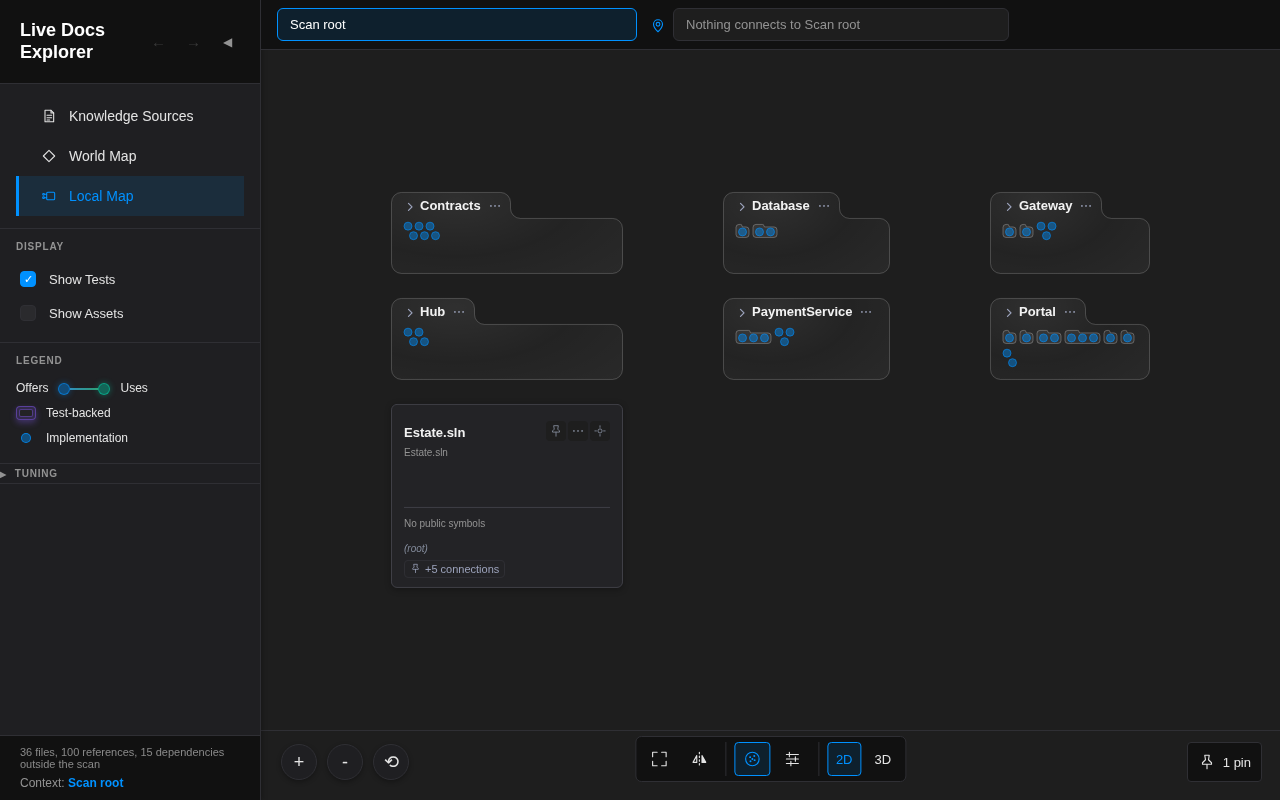 Live Docs
Explorer
← → ◀
Knowledge Sources
World Map
Local Map
DISPLAY
✓ Show Tests
Show Assets
LEGEND
Offers Uses
Test-backed
Implementation
▶ TUNING
36 files, 100 references, 15 dependencies
outside the scan
Context: Scan root
Scan root
Nothing connects to Scan root
Contracts ···
Database ···
Gateway ···
Hub ···
PaymentService ···
Portal ···
Estate.sln ···
Estate.sln
No public symbols
(root)
+5 connections
+ - ⟲
2D 3D
1 pin